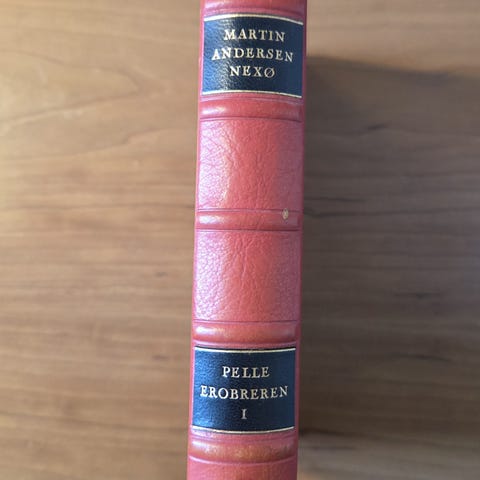 MARTIN
ANDERSEN
NEXØ
PELLE
EROBREREN
I